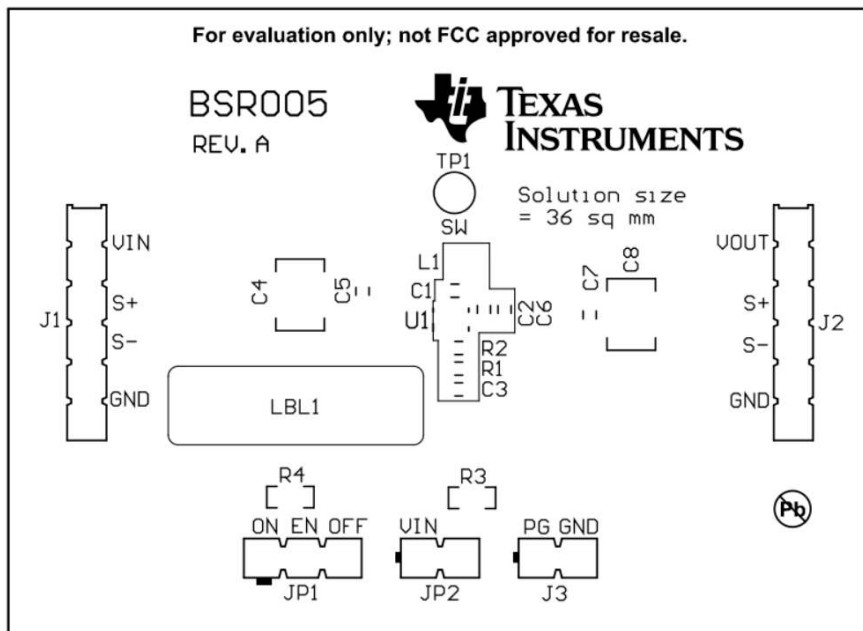 For evaluation only; not FCC approved for resale.
BSR005
REV. A
TEXAS
INSTRUMENTS
TP1
SW
Solution size
= 36 sq mm
J1
VIN
S+
S-
GND
C4
C5
L1
C1
U1
C2
C6
R2
R1
C3
C7
C8
VOUT
S+
S-
GND
J2
LBL1
R4
R3
ON EN OFF
VIN
PG GND
JP1
JP2
J3
Pb